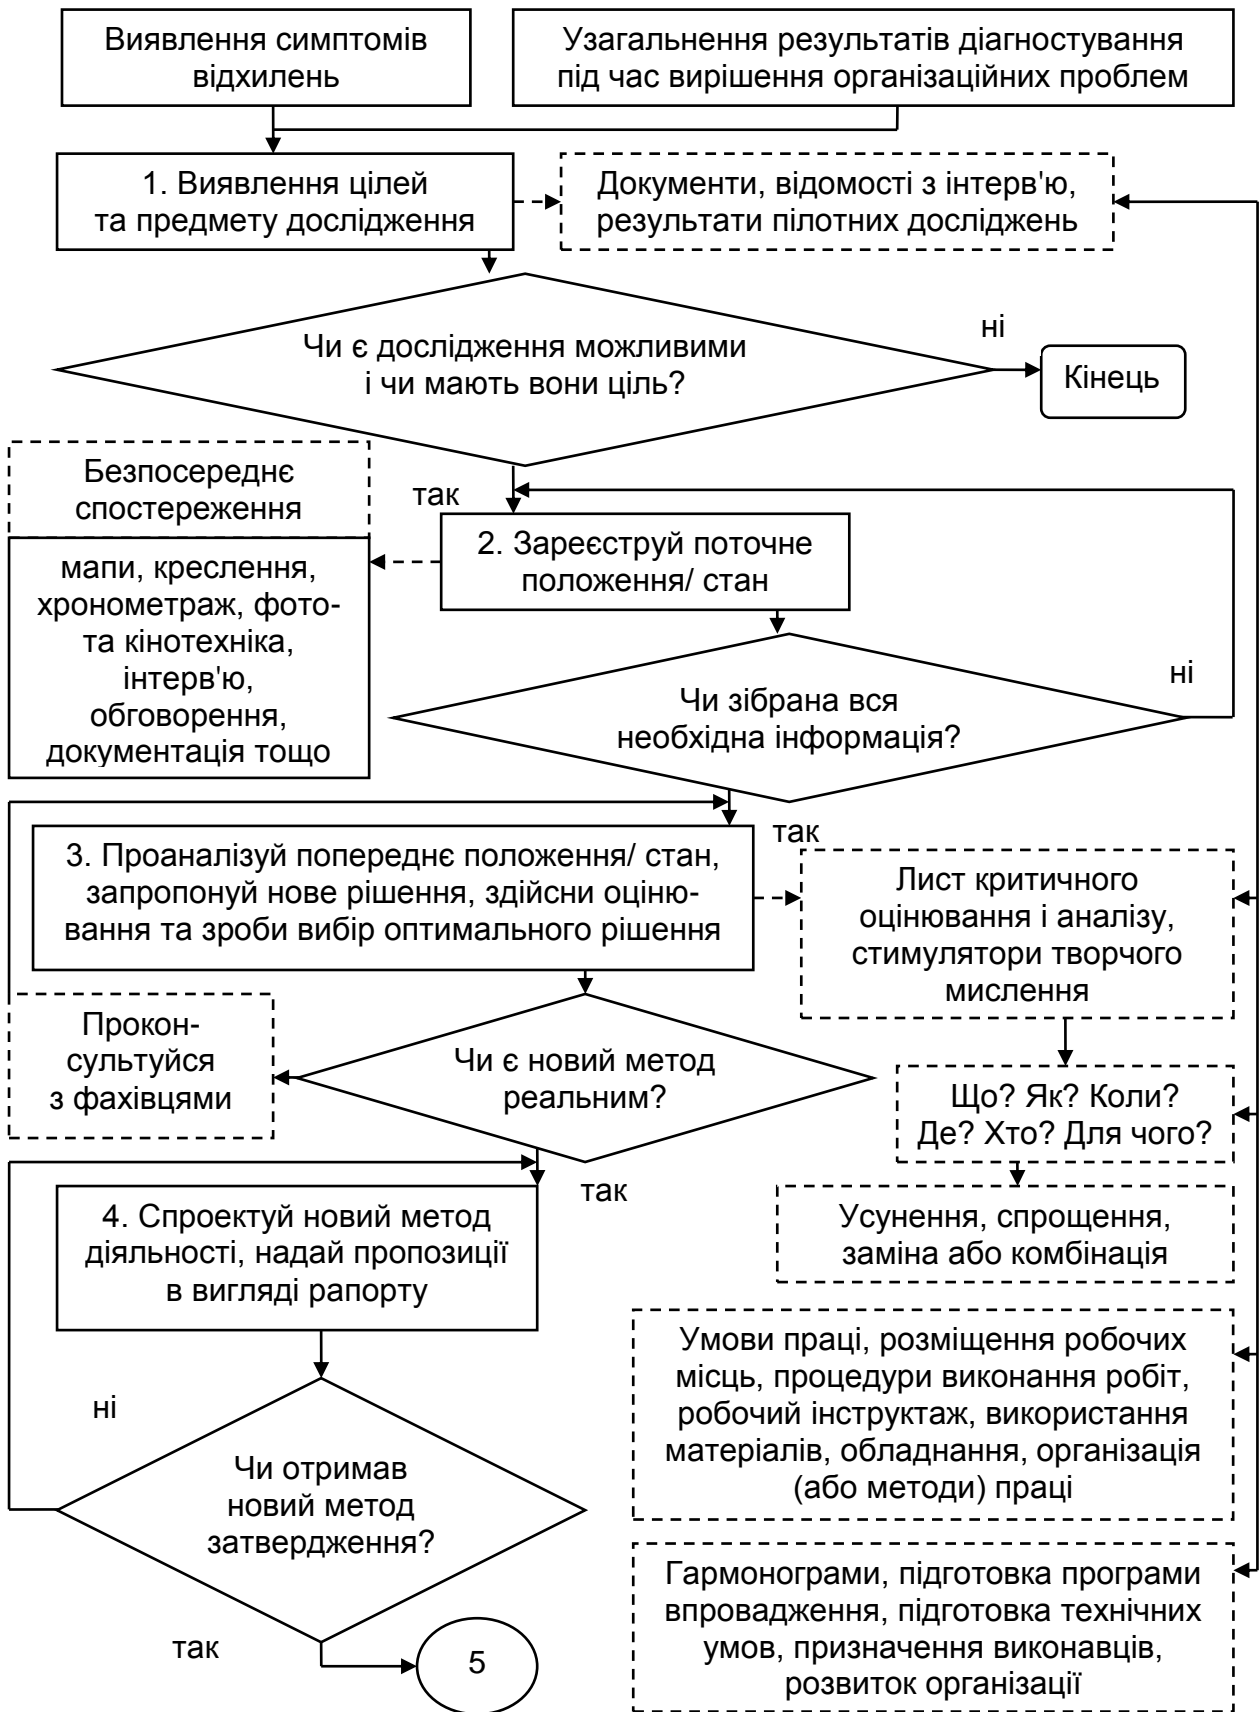 Виявлення симптомів
відхилень
Узагальнення результатів діагностування
під час вирішення організаційних проблем
1. Виявлення цілей
та предмету дослідження
Документи, відомості з інтерв'ю,
результати пілотних досліджень
Чи є дослідження можливими
і чи мають вони ціль?
ні
Кінець
Безпосереднє
спостереження
так
мапи, креслення,
хронометраж, фото-
та кінотехніка,
інтерв'ю,
обговорення,
документація тощо
2. Зареєструй поточне
положення/ стан
Чи зібрана вся
необхідна інформація?
ні
так
3. Проаналізуй попереднє положення/ стан,
запропонуй нове рішення, здійсни оціню-
вання та зроби вибір оптимального рішення
Лист критичного
оцінювання і аналізу,
стимулятори творчого
мислення
Прокон-
сультуйся
з фахівцями
Чи є новий метод
реальним?
Що? Як? Коли?
Де? Хто? Для чого?
так
4. Спроектуй новий метод
діяльності, надай пропозиції
в вигляді рапорту
Усунення, спрощення,
заміна або комбінація
Умови праці, розміщення робочих
місць, процедури виконання робіт,
робочий інструктаж, використання
матеріалів, обладнання, організація
(або методи) праці
ні
Чи отримав
новий метод
затвердження?
Гармонограми, підготовка програми
впровадження, підготовка технічних
умов, призначення виконавців,
розвиток організації
так
5